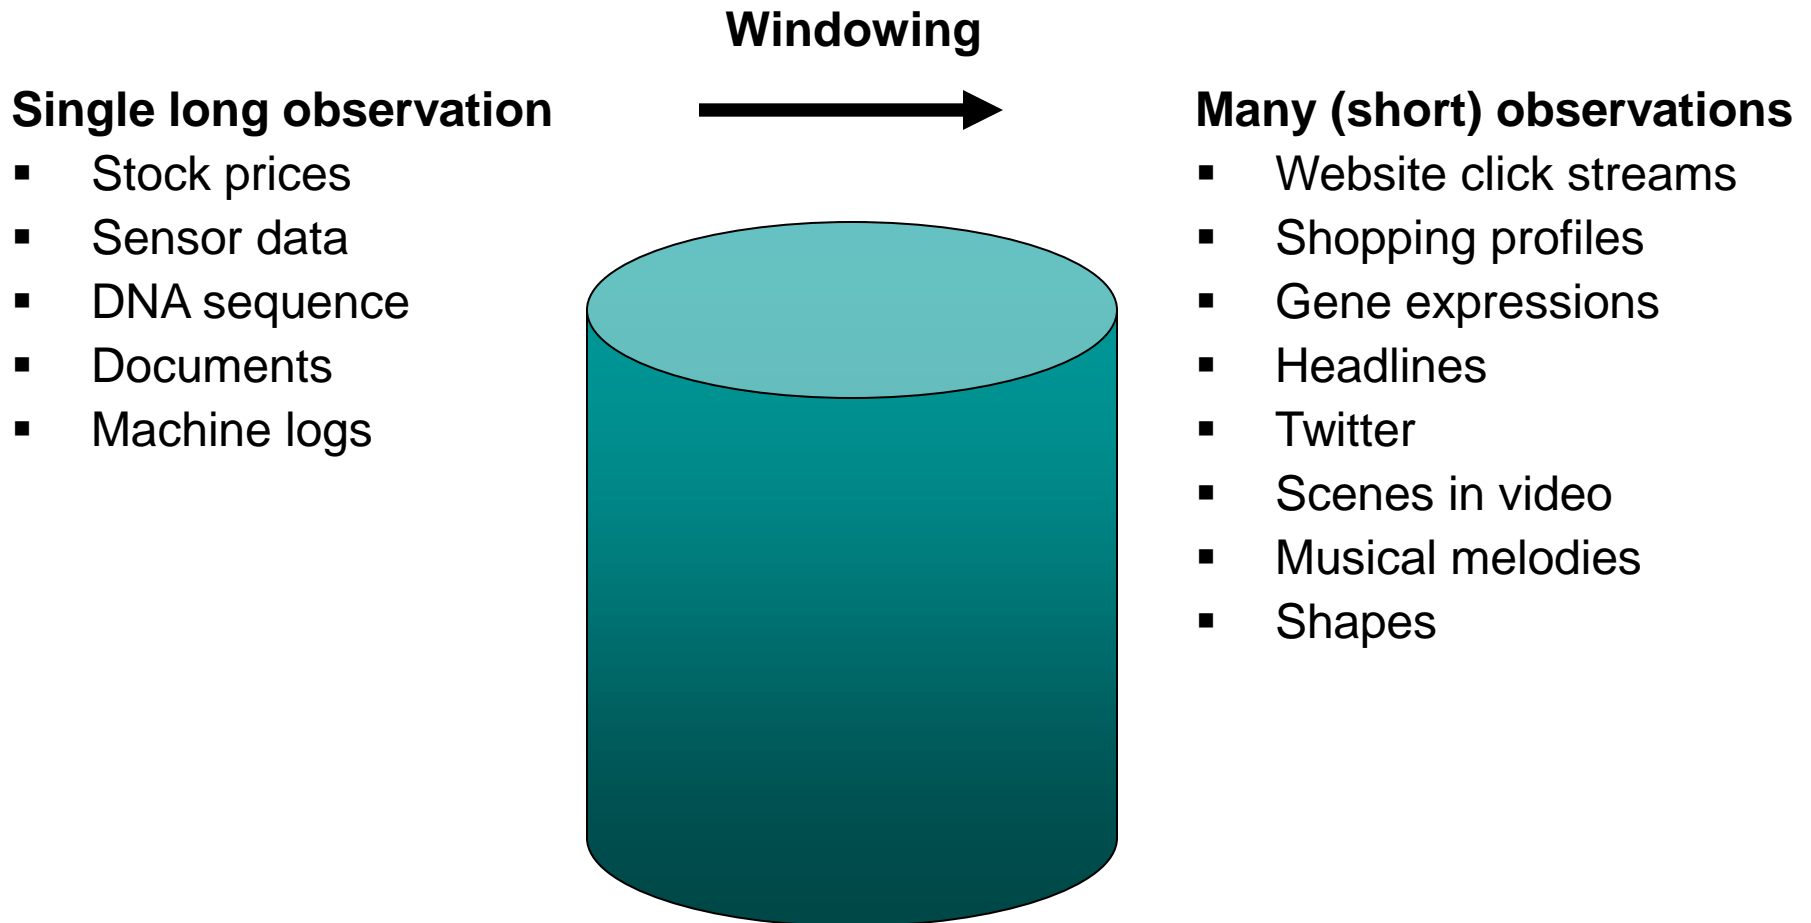 Windowing
Single long observation
▪ Stock prices
▪ Sensor data
▪ DNA sequence
▪ Documents
▪ Machine logs
Many (short) observations
▪ Website click streams
▪ Shopping profiles
▪ Gene expressions
▪ Headlines
▪ Twitter
▪ Scenes in video
▪ Musical melodies
▪ Shapes